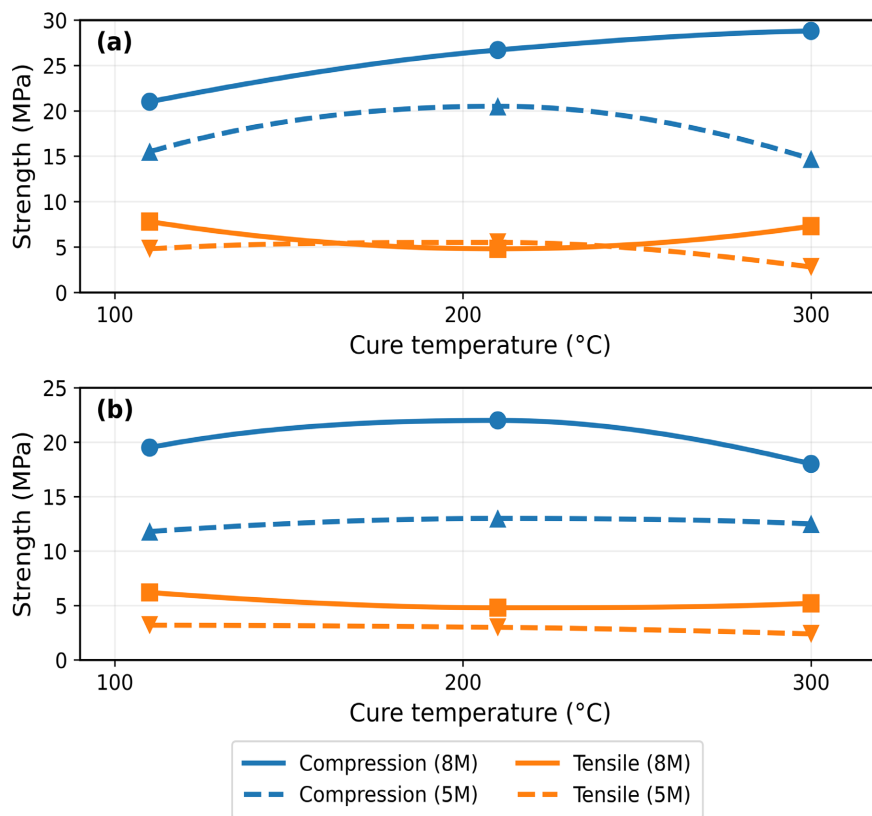 (a)
Strength (MPa)
30
25
20
15
10
5
0
100 200 300
Cure temperature (°C)
(b)
Strength (MPa)
25
20
15
10
5
0
100 200 300
Cure temperature (°C)
Compression (8M) Tensile (8M)
Compression (5M) Tensile (5M)